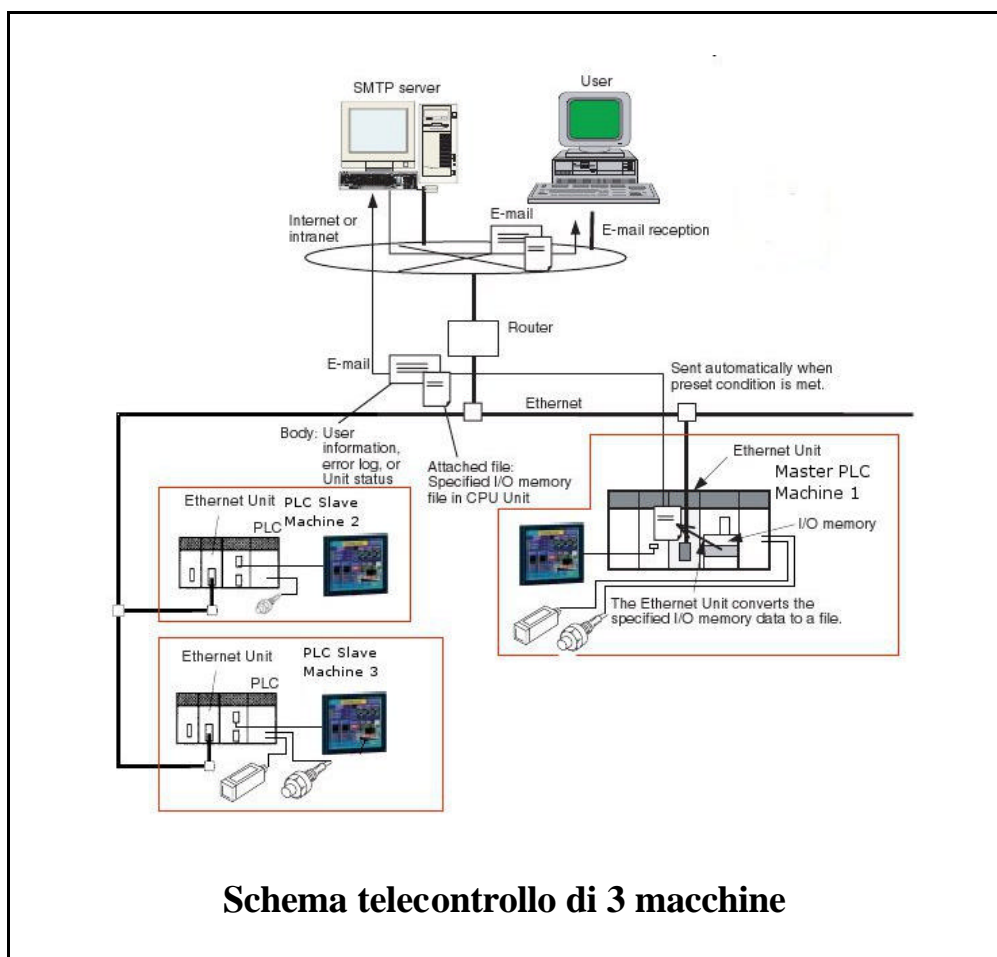 SMTP server
User
Internet or
intranet
E-mail
E-mail reception
Router
E-mail
Sent automatically when
preset condition is met.
Ethernet
Body: User
information,
error log, or
Unit status
Attached file:
Specified I/O memory
file in CPU Unit
Ethernet Unit
Master PLC
Machine 1
I/O memory
The Ethernet Unit converts the
specified I/O memory data to a file.
Ethernet Unit
PLC Slave
Machine 2
PLC
Ethernet Unit
PLC Slave
Machine 3
PLC
Schema telecontrollo di 3 macchine